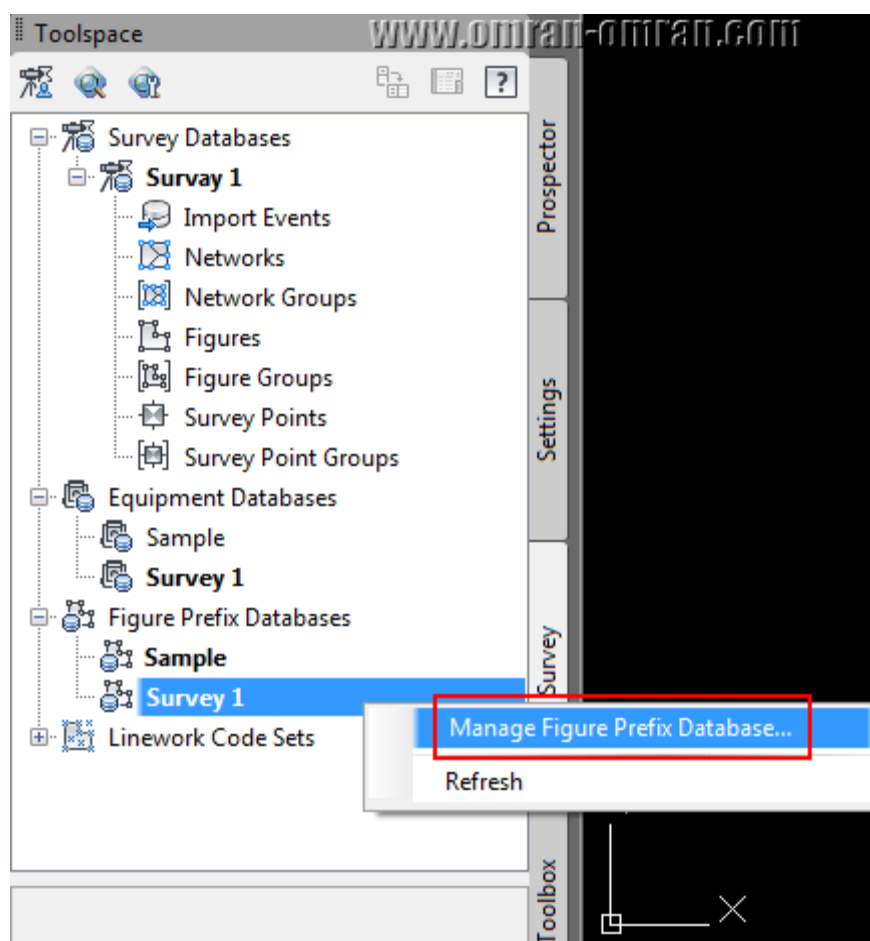 Toolspace
www.omran-omran.com
?
Survey Databases
Survay 1
Import Events
Networks
Network Groups
Figures
Figure Groups
Survey Points
Survey Point Groups
Equipment Databases
Sample
Survey 1
Figure Prefix Databases
Sample
Survey 1
Linework Code Sets
Manage Figure Prefix Database...
Refresh
Prospector
Settings
Survey
Toolbox
X